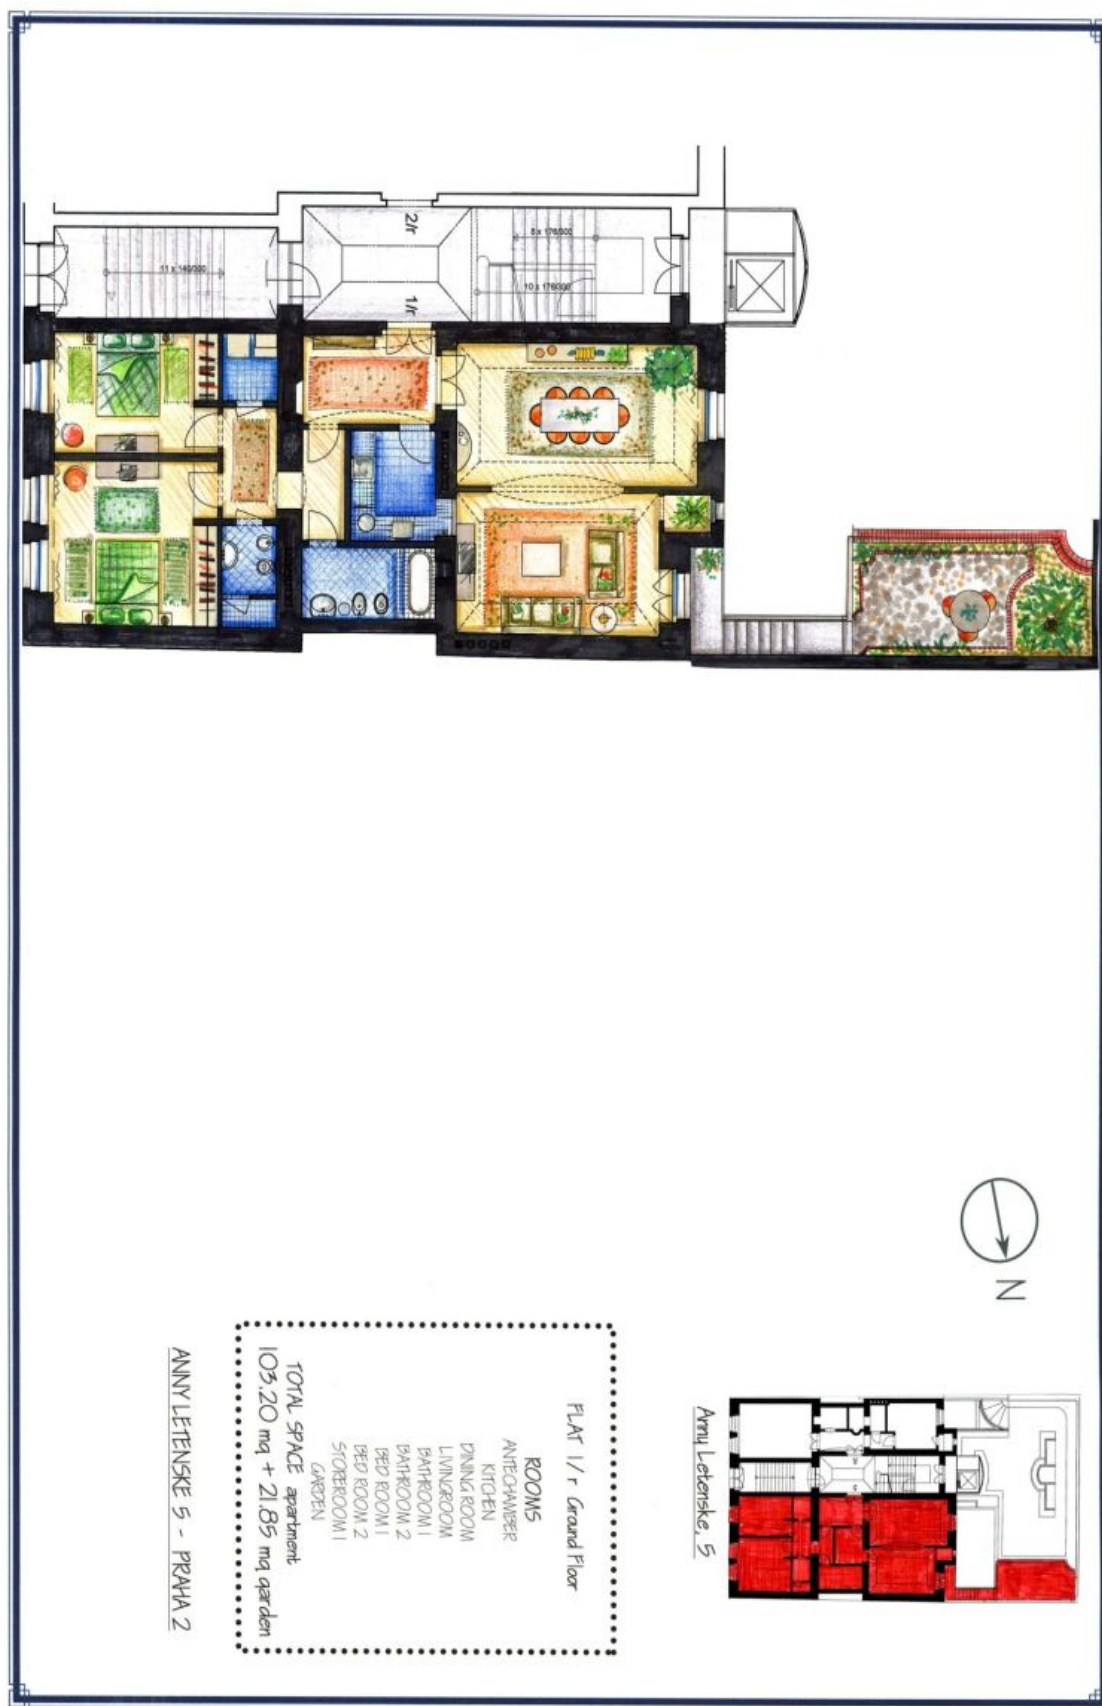 2/r
1/r
11 x 140/300
8 x 176/300
10 x 176/300
N
Anny Letenske, 5
FLAT 1/r Ground Floor
ROOMS
ANTECHAMBER
KITCHEN
DINING ROOM
LIVINGROOM
BATHROOM 1
BATHROOM 2
BED ROOM 1
BED ROOM 2
STOREROOM 1
GARDEN
TOTAL SPACE apartment
103.20 mq + 21.85 mq garden
ANNY LETENSKE 5 - PRAHA 2